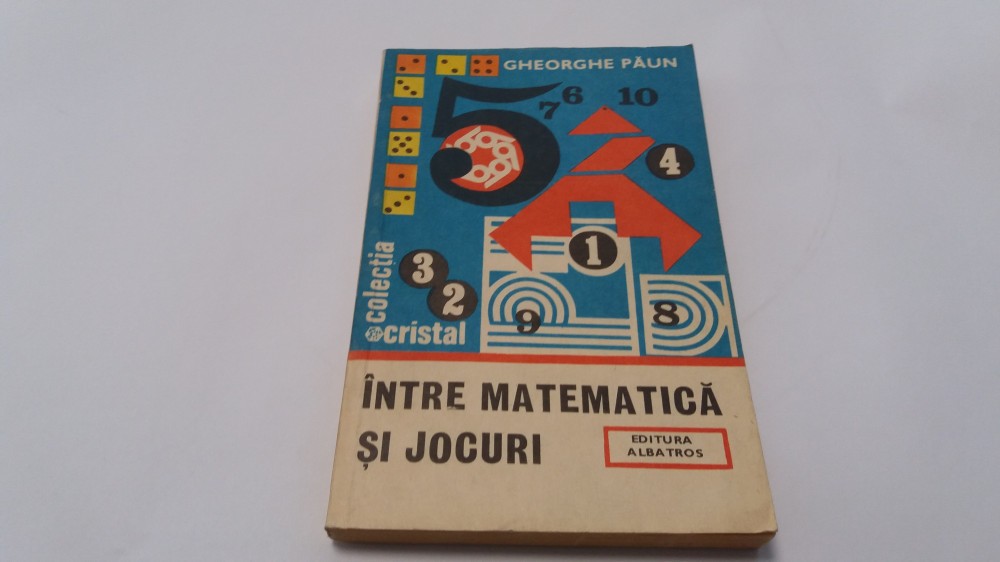 GHEORGHE PĂUN
5
7
6
10
4
1
3
2
9
8
colecția
cristal
ÎNTRE MATEMATICĂ
ȘI JOCURI
EDITURA
ALBATROS